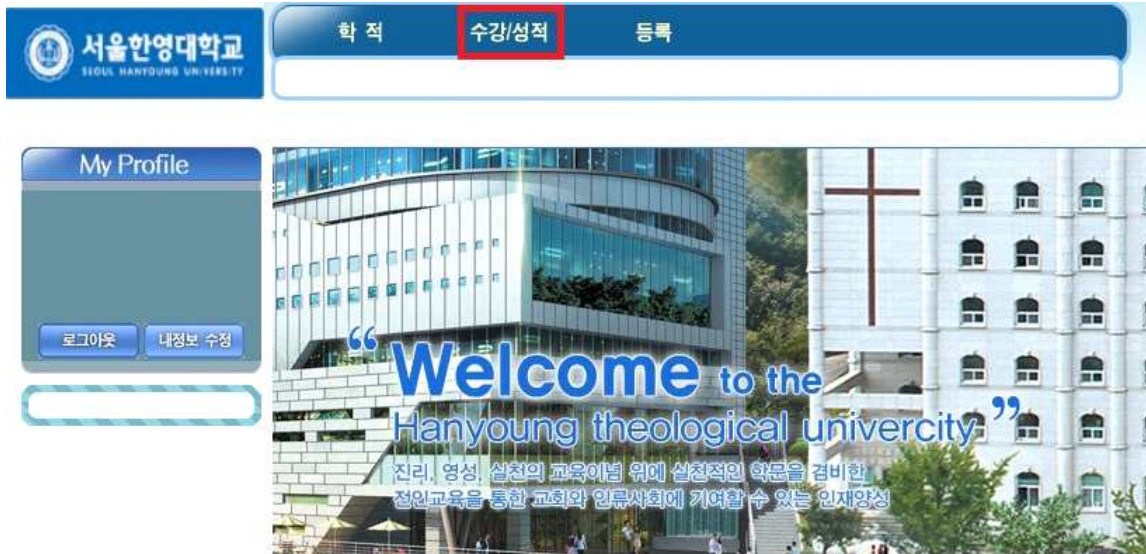 서울한영대학교
SEOUL HANYOUNG UNIVERSITY
학 적 수강/성적 등록
My Profile
로그아웃 내정보 수정
“Welcome to the
Hanyoung theological univercity”
진리, 영성, 실천의 교육이념 위에 실천적인 학문을 겸비한
전인교육을 통한 교회와 인류사회에 기여할 수 있는 인재양성